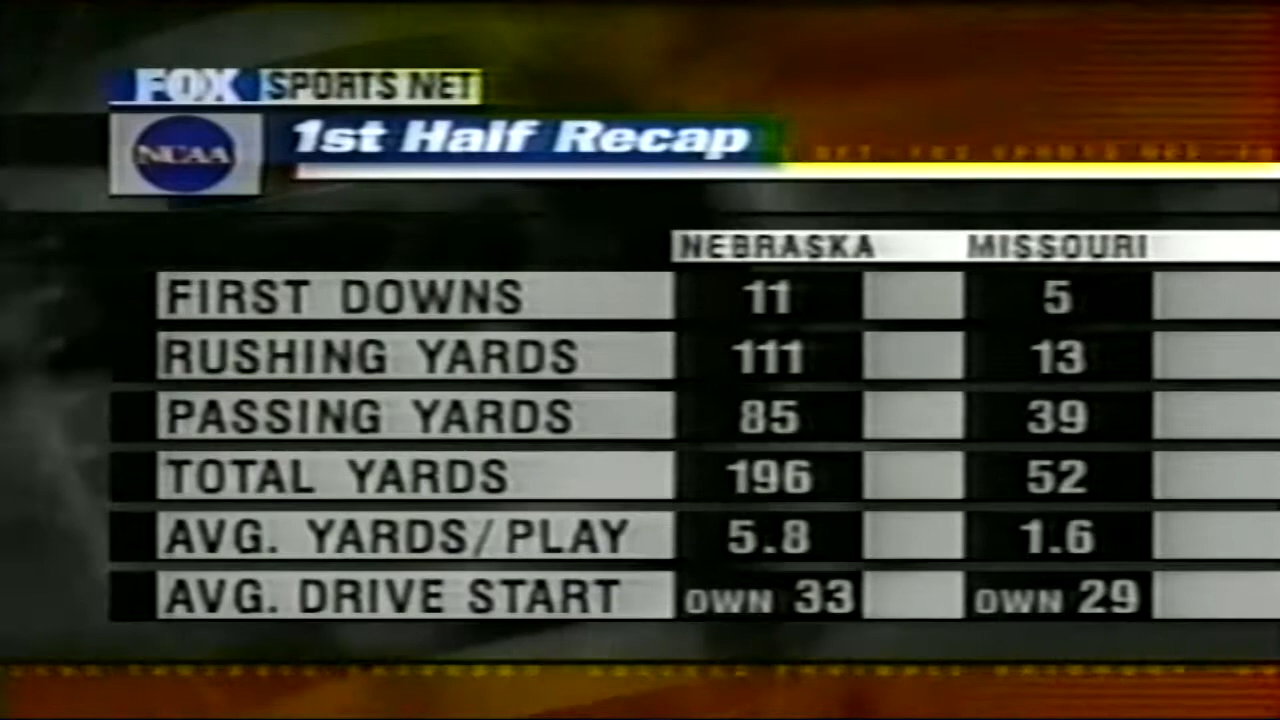 FOX SPORTS NET
NCAA
1st Half Recap
NEBRASKA MISSOURI
FIRST DOWNS 11 5
RUSHING YARDS 111 13
PASSING YARDS 85 39
TOTAL YARDS 196 52
AVG. YARDS/PLAY 5.8 1.6
AVG. DRIVE START OWN 33 OWN 29